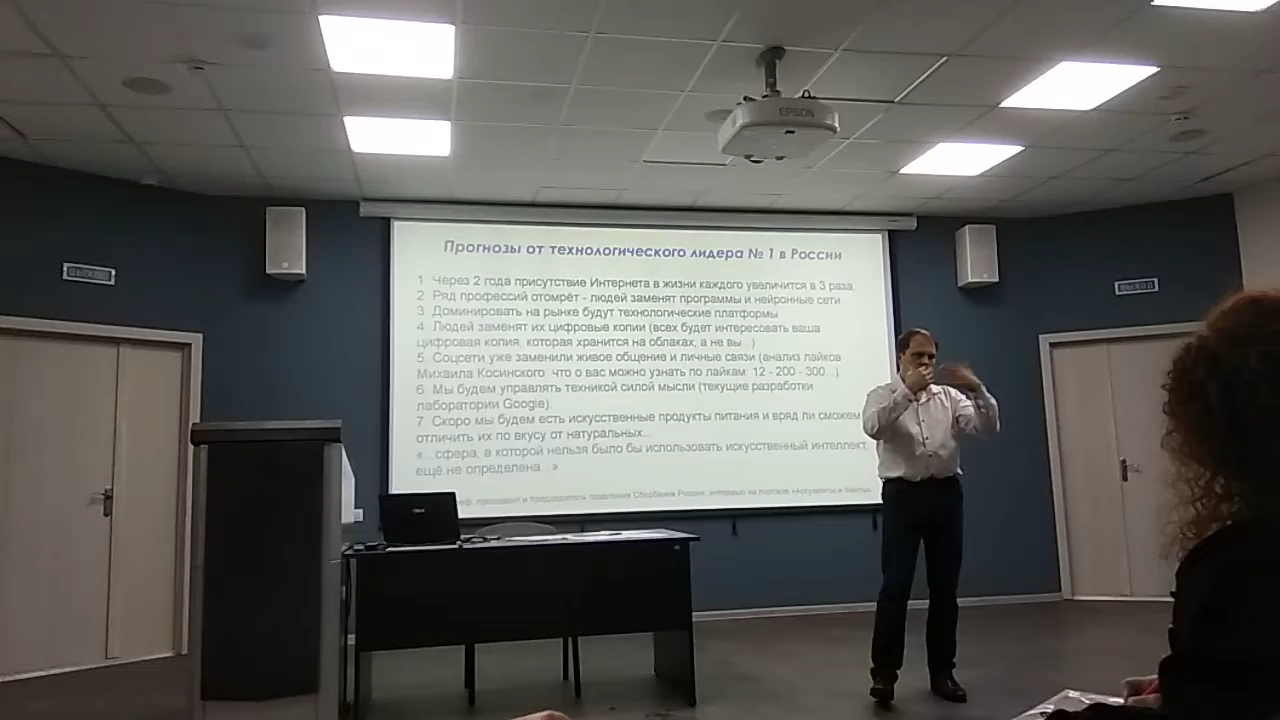 EPSON
ВЫХОД
ВЫХОД
Прогнозы от технологического лидера № 1 в России
1 Через 2 года присутствие Интернета в жизни каждого увеличится в 3 раза.
2 Ряд профессий отомрёт - людей заменят программы и нейронные сети
3 Доминировать на рынке будут технологические платформы
4 Людей заменят их цифровые копии (всех будет интересовать ваша
цифровая копия, которая хранится на облаках, а не вы...)
5 Соцсети уже заменили живое общение и личные связи (анализ лайков
Михаила Косинского что о вас можно узнать по лайкам: 12 - 200 - 300...)
6 Мы будем управлять техникой силой мысли (текущие разработки
лаборатории Google).
7 Скоро мы будем есть искусственные продукты питания и вряд ли сможем
отличить их по вкусу от натуральных...
«...сфера, в которой нельзя было бы использовать искусственный интеллект,
ещё не определена...»
президент и председатель правления Сбербанка России, интервью на портале «Аргументы и Факты»